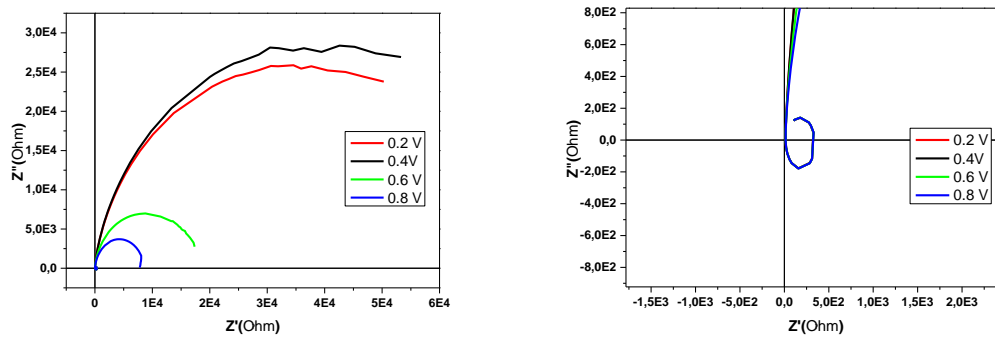 3,0E4
2,5E4
2,0E4
1,5E4
1,0E4
5,0E3
0,0
Z"(Ohm)
0.2 V
0.4V
0.6 V
0.8 V
0 1E4 2E4 3E4 4E4 5E4 6E4
Z'(Ohm)
8,0E2
6,0E2
4,0E2
2,0E2
0,0
-2,0E2
-4,0E2
-6,0E2
-8,0E2
Z"(Ohm)
0.2 V
0.4V
0.6 V
0.8 V
-1,5E3 -1,0E3 -5,0E2 0,0 5,0E2 1,0E3 1,5E3 2,0E3
Z'(Ohm)